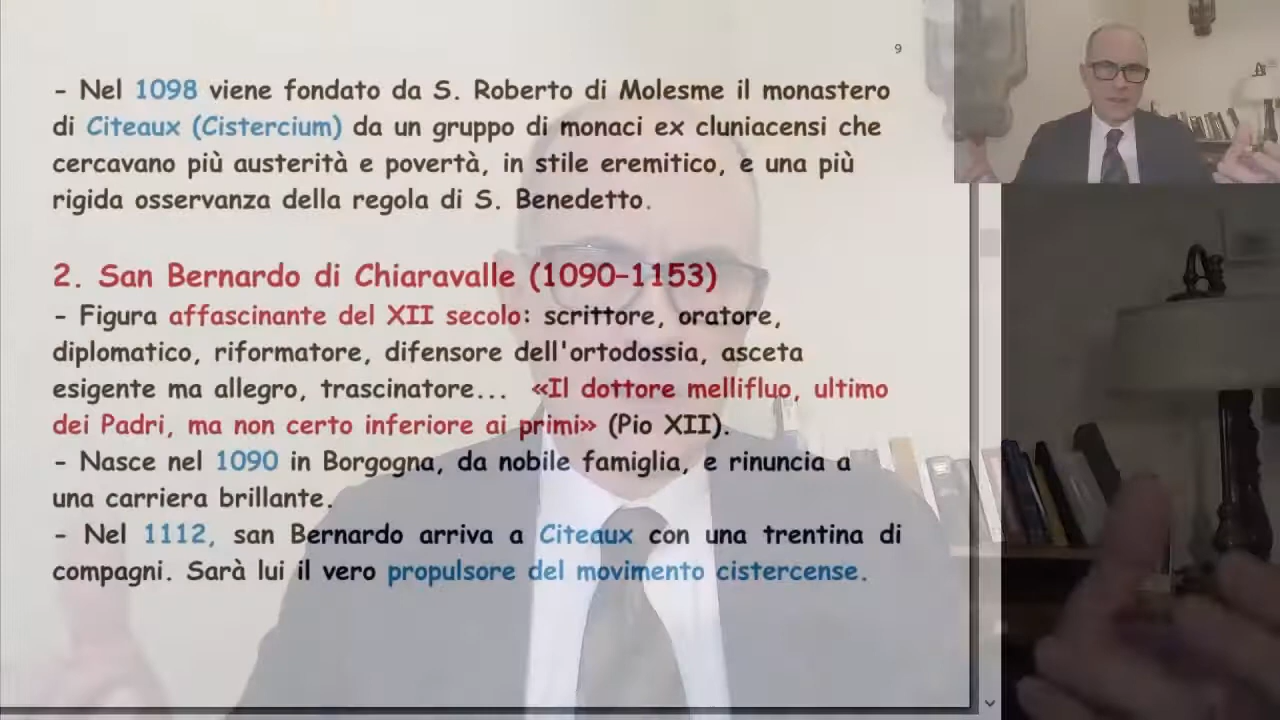 9
- Nel 1098 viene fondato da S. Roberto di Molesme il monastero
di Citeaux (Cistercium) da un gruppo di monaci ex cluniacensi che
cercavano più austerità e povertà, in stile eremitico, e una più
rigida osservanza della regola di S. Benedetto.
2. San Bernardo di Chiaravalle (1090-1153)
- Figura affascinante del XII secolo: scrittore, oratore,
diplomatico, riformatore, difensore dell'ortodossia, asceta
esigente ma allegro, trascinatore... «Il dottore mellifluo, ultimo
dei Padri, ma non certo inferiore ai primi» (Pio XII).
- Nasce nel 1090 in Borgogna, da nobile famiglia, e rinuncia a
una carriera brillante.
- Nel 1112, san Bernardo arriva a Citeaux con una trentina di
compagni. Sarà lui il vero propulsore del movimento cistercense.